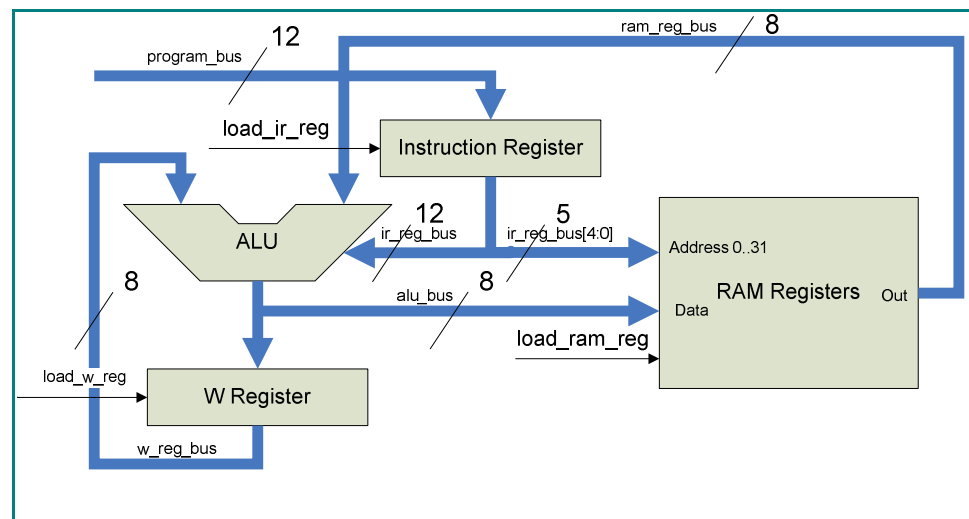 12
ram_reg_bus
8
program_bus
load_ir_reg
Instruction Register
ALU
12
ir_reg_bus
5
ir_reg_bus[4:0]
Address 0..31
RAM Registers
Out
Data
8
alu_bus
8
load_ram_reg
load_w_reg
W Register
w_reg_bus